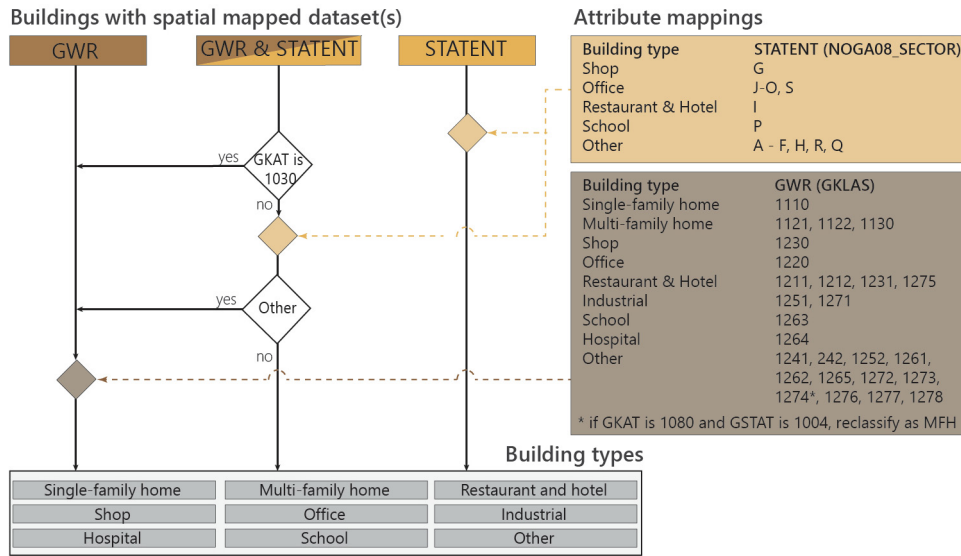 Buildings with spatial mapped dataset(s)
GWR
GWR & STATENT
STATENT
yes
GKAT is
1030
no
yes
Other
no
Attribute mappings
Building type STATENT (NOGA08_SECTOR)
Shop G
Office J-O, S
Restaurant & Hotel I
School P
Other A - F, H, R, Q
Building type GWR (GKLAS)
Single-family home 1110
Multi-family home 1121, 1122, 1130
Shop 1230
Office 1220
Restaurant & Hotel 1211, 1212, 1231, 1275
Industrial 1251, 1271
School 1263
Hospital 1264
Other 1241, 242, 1252, 1261,
1262, 1265, 1272, 1273,
1274*, 1276, 1277, 1278
* if GKAT is 1080 and GSTAT is 1004, reclassify as MFH
Building types
Single-family home Multi-family home Restaurant and hotel
Shop Office Industrial
Hospital School Other